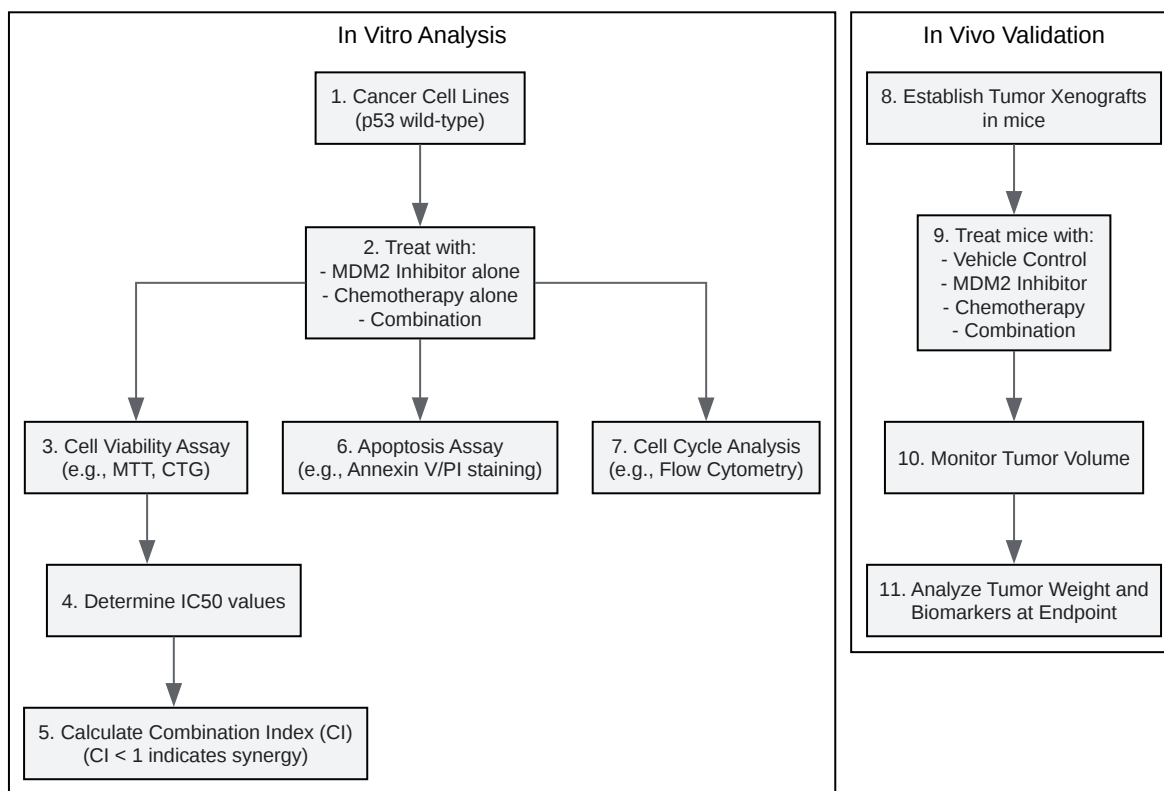 In Vitro Analysis
1. Cancer Cell Lines
(p53 wild-type)
2. Treat with:
- MDM2 Inhibitor alone
- Chemotherapy alone
- Combination
3. Cell Viability Assay
(e.g., MTT, CTG)
6. Apoptosis Assay
(e.g., Annexin V/PI staining)
7. Cell Cycle Analysis
(e.g., Flow Cytometry)
4. Determine IC50 values
5. Calculate Combination Index (CI)
(CI < 1 indicates synergy)
In Vivo Validation
8. Establish Tumor Xenografts
in mice
9. Treat mice with:
- Vehicle Control
- MDM2 Inhibitor
- Chemotherapy
- Combination
10. Monitor Tumor Volume
11. Analyze Tumor Weight and
Biomarkers at Endpoint